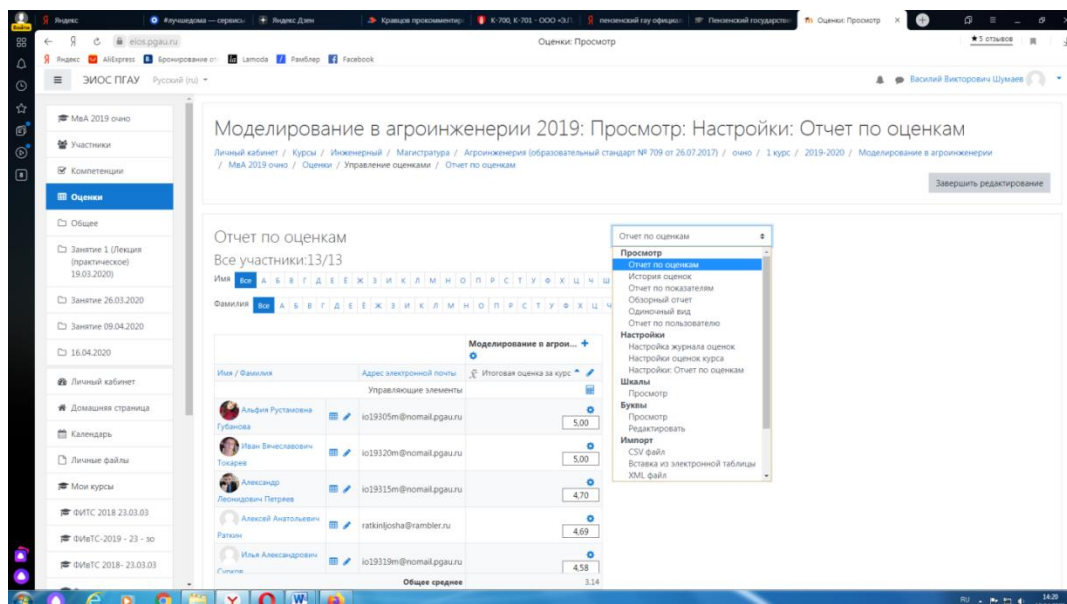 Яндекс
#лучшедома — сервисы
Яндекс Дзен
Кравцов прокомментир
К-700, К-701 - ООО «ЗЛ
пензенский гау официал
Пензенский государстве
Оценки: Просмотр
eios.pgau.ru
Оценки: Просмотр
★5 отзывов
Яндекс
AliExpress
Бронирование от
Lamoda
Рамблер
Facebook
ЭИОС ПГАУ
Русский (ru)
Василий Викторович Шумаев
МвА 2019 очно
Участники
Компетенции
Оценки
Общее
Занятие 1 (Лекция
(практическое)
19.03.2020)
Занятие 26.03.2020
Занятие 09.04.2020
16.04.2020
Личный кабинет
Домашняя страница
Календарь
Личные файлы
Мои курсы
ФИТС 2018 23.03.03
ФИвТС-2019 - 23 - зо
ФИвТС 2018- 23.03.03
Моделирование в агроинженерии 2019: Просмотр: Настройки: Отчет по оценкам
Личный кабинет / Курсы / Инженерный / Магистратура / Агроинженерия (образовательный стандарт № 709 от 26.07.2017) / очно / 1 курс / 2019-2020 / Моделирование в агроинженерии
/ МвА 2019 очно / Оценки / Управление оценками / Отчет по оценкам
Завершить редактирование
Отчет по оценкам
Все участники:13/13
Имя Все А Б В Г Д Е Ё Ж З И К Л М Н О П Р С Т У Ф Х Ц Ч Ш
Фамилия Все А Б В Г Д Е Ё Ж З И К Л М Н О П Р С Т У Ф Х Ц Ч
Моделирование в агрои...
Имя / Фамилия
Адрес электронной почты
Итоговая оценка за курс
Управляющие элементы
Альфия Рустамовна
Губанова
io19305m@nomail.pgau.ru
5,00
Иван Вячеславович
Токарев
io19320m@nomail.pgau.ru
5,00
Александр
Леонидович Петряев
io19315m@nomail.pgau.ru
4,70
Алексей Анатольевич
Раткин
ratkinljosha@rambler.ru
4,69
Илья Александрович
io19319m@nomail.pgau.ru
4,58
Общее среднее
3,14
Отчет по оценкам
Просмотр
Отчет по оценкам
История оценок
Отчет по показателям
Обзорный отчет
Одиночный вид
Отчет по пользователю
Настройки
Настройка журнала оценок
Настройки оценок курса
Настройки: Отчет по оценкам
Шкалы
Просмотр
Буквы
Просмотр
Редактировать
Импорт
CSV файл
Вставка из электронной таблицы
XML файл
RU
14:20